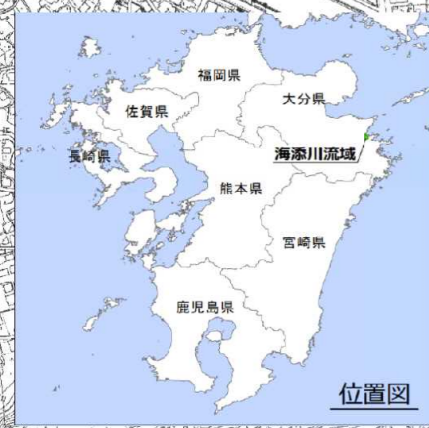 福岡県
大分県
佐賀県
海添川流域
長崎県
熊本県
宮崎県
鹿児島県
位置図